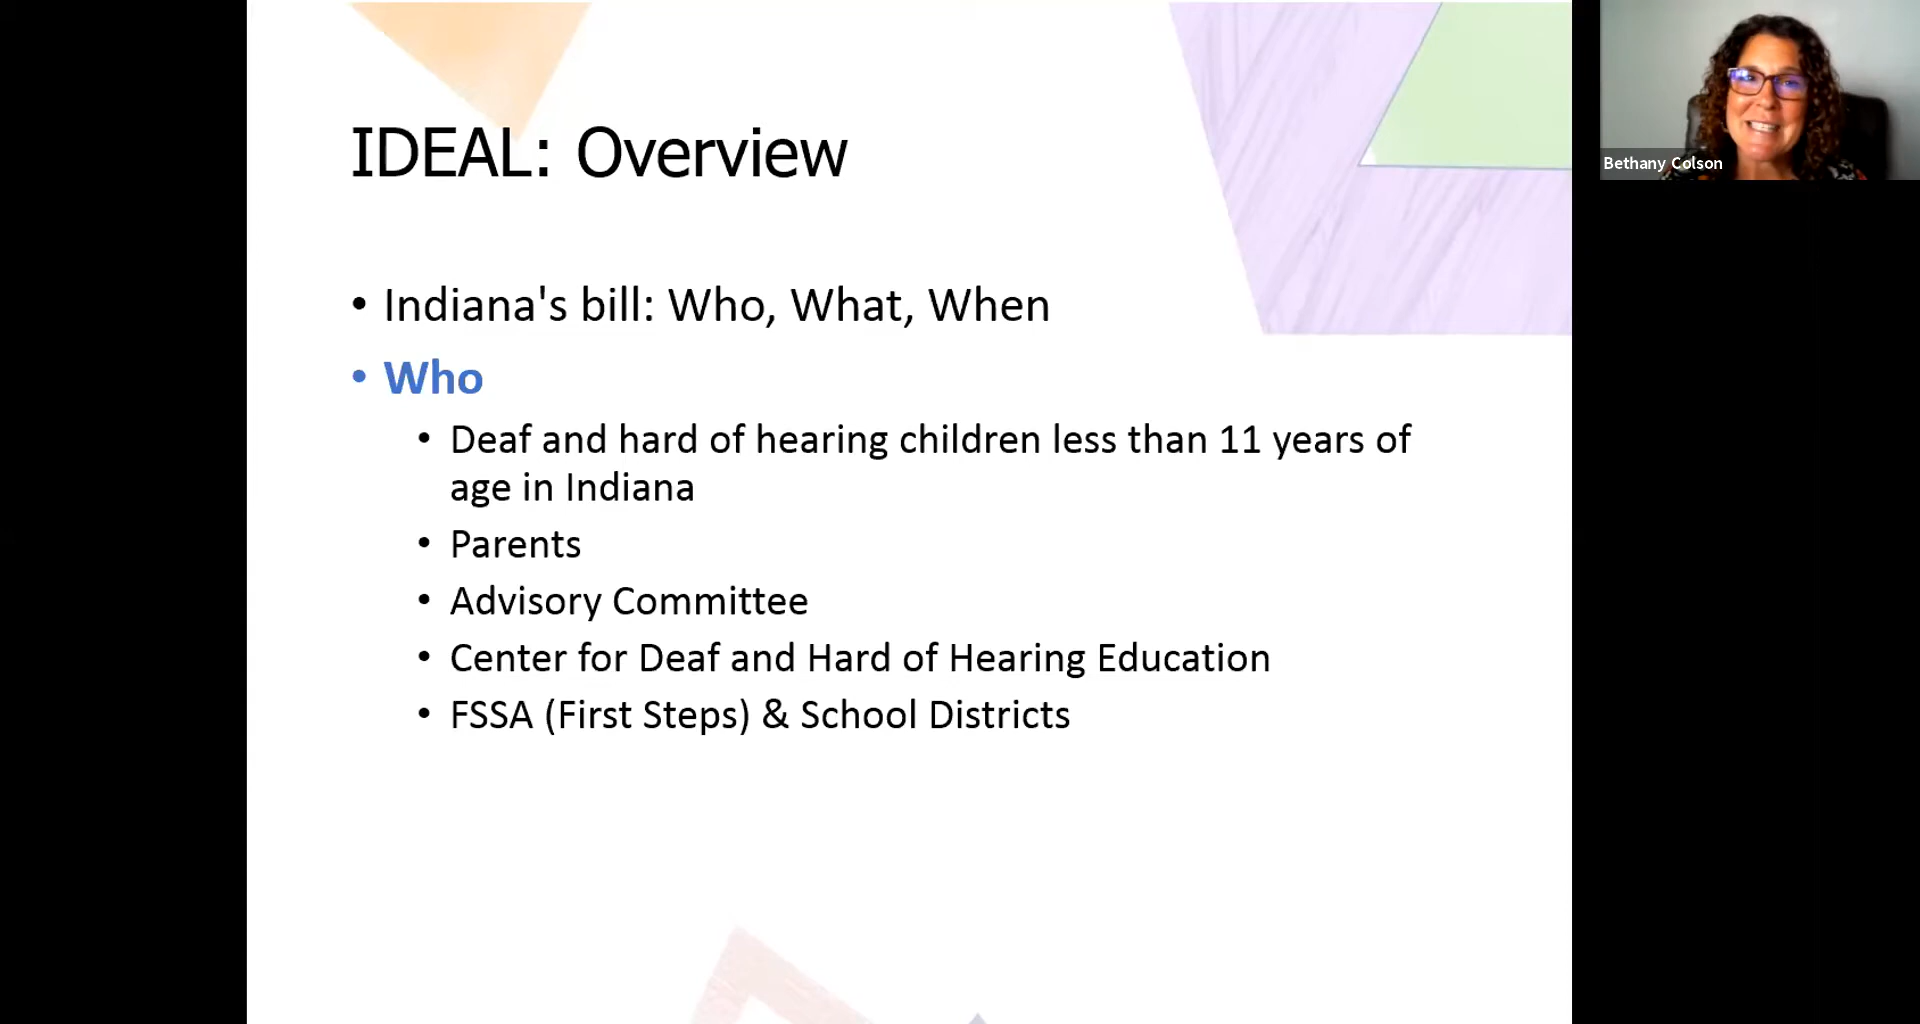 IDEAL: Overview
• Indiana's bill: Who, What, When
• Who
• Deaf and hard of hearing children less than 11 years of
age in Indiana
• Parents
• Advisory Committee
• Center for Deaf and Hard of Hearing Education
• FSSA (First Steps) & School Districts
Bethany Colson